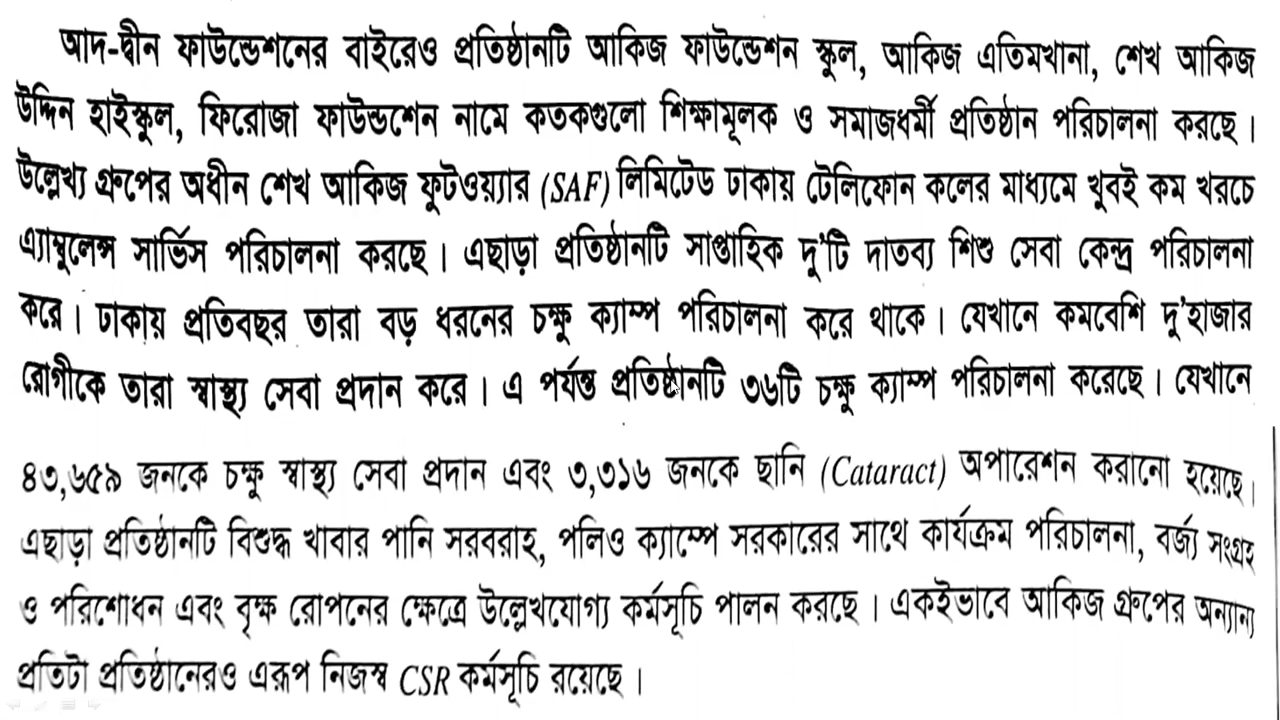 আদ-দ্বীন ফাউন্ডেশনের বাইরেও প্রতিষ্ঠানটি আকিজ ফাউন্ডেশন স্কুল, আকিজ এতিমখানা, শেখ আকিজ
উদ্দিন হাইস্কুল, ফিরোজা ফাউন্ডশেন নামে কতকগুলো শিক্ষামূলক ও সমাজধর্মী প্রতিষ্ঠান পরিচালনা করছে।
উল্লেখ্য গ্রুপের অধীন শেখ আকিজ ফুটওয়্যার (SAF) লিমিটেড ঢাকায় টেলিফোন কলের মাধ্যমে খুবই কম খরচে
এ্যাম্বুলেন্স সার্ভিস পরিচালনা করছে। এছাড়া প্রতিষ্ঠানটি সাপ্তাহিক দু'টি দাতব্য শিশু সেবা কেন্দ্র পরিচালনা
করে। ঢাকায় প্রতিবছর তারা বড় ধরনের চক্ষু ক্যাম্প পরিচালনা করে থাকে। যেখানে কমবেশি দু'হাজার
রোগীকে তারা স্বাস্থ্য সেবা প্রদান করে। এ পর্যন্ত প্রতিষ্ঠানটি ৩৬টি চক্ষু ক্যাম্প পরিচালনা করেছে। যেখানে
৪৩,৬৫৯ জনকে চক্ষু স্বাস্থ্য সেবা প্রদান এবং ৩,৩১৬ জনকে ছানি (Cataract) অপারেশন করানো হয়েছে।
এছাড়া প্রতিষ্ঠানটি বিশুদ্ধ খাবার পানি সরবরাহ, পলিও ক্যাম্পে সরকারের সাথে কার্যক্রম পরিচালনা, বর্জ্য সংগ্রহ
ও পরিশোধন এবং বৃক্ষ রোপনের ক্ষেত্রে উল্লেখযোগ্য কর্মসূচি পালন করছে। একইভাবে আকিজ গ্রুপের অন্যান্য
প্রতিটা প্রতিষ্ঠানেরও এরূপ নিজস্ব CSR কর্মসূচি রয়েছে।